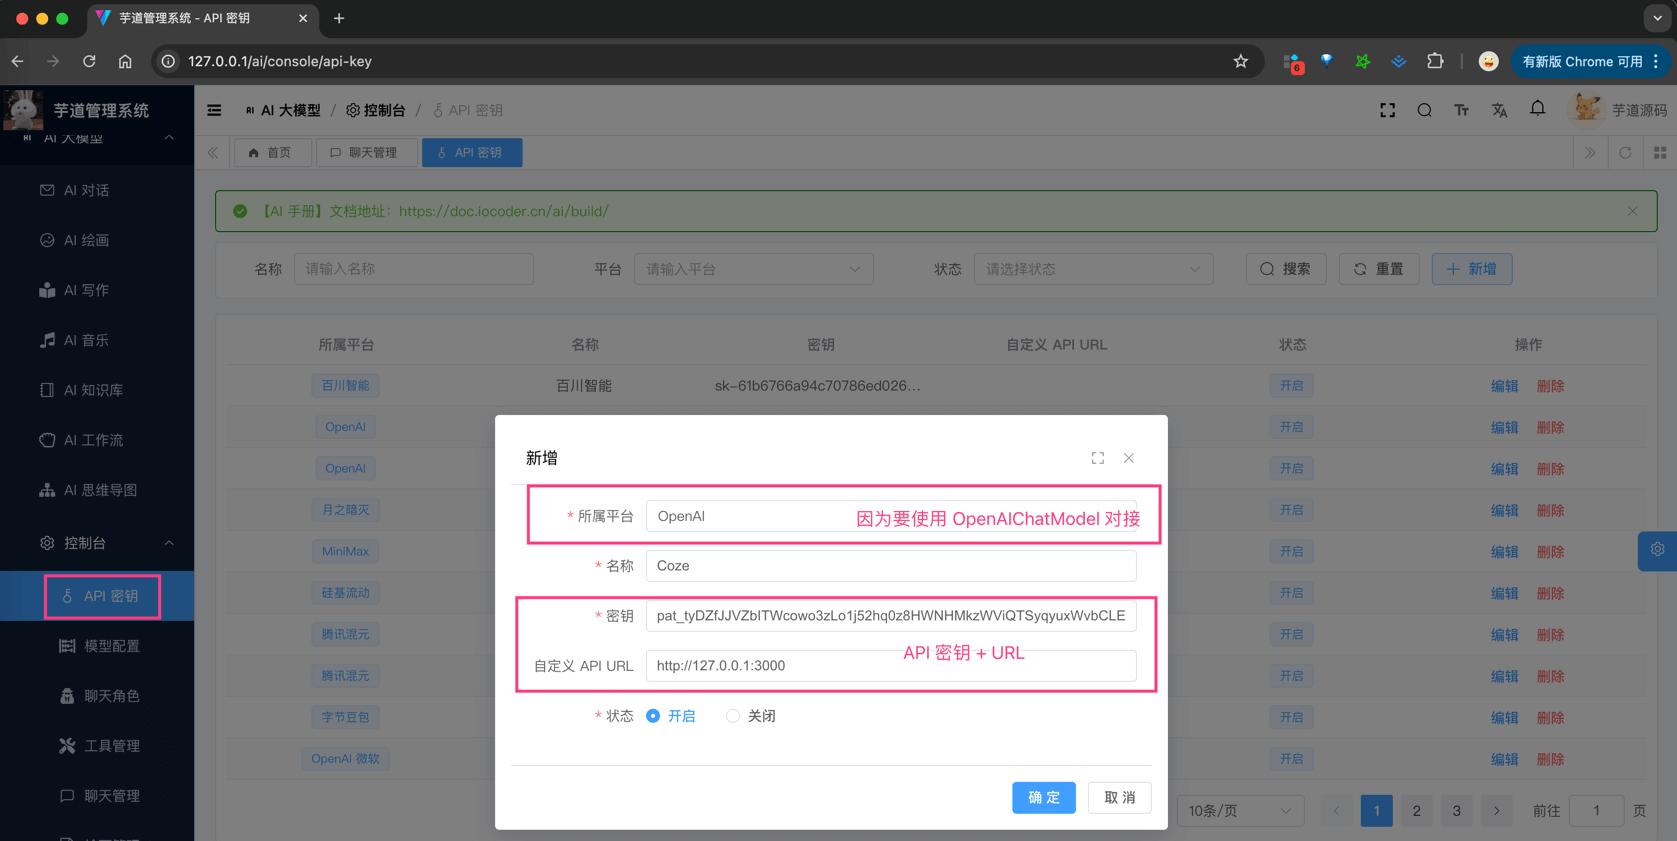 芋道管理系统 - API 密钥
127.0.0.1/ai/console/api-key
6
有新版 Chrome 可用
芋道管理系统
AI 大模型 / 控制台 / API 密钥
芋道源码
AI 大模型
首页
聊天管理
API 密钥
AI 对话
AI 绘画
AI 写作
AI 音乐
AI 知识库
AI 工作流
AI 思维导图
控制台
API 密钥
模型配置
聊天角色
工具管理
聊天管理
【AI 手册】文档地址：https://doc.iocoder.cn/ai/build/
名称 请输入名称 平台 请输入平台 状态 请选择状态 搜索 重置 新增
所属平台 名称 密钥 自定义 API URL 状态 操作
百川智能 百川智能 sk-61b6766a94c70786ed026... 开启 编辑 删除
OpenAI 开启 编辑 删除
OpenAI 开启 编辑 删除
月之暗灭 开启 编辑 删除
MiniMax 开启 编辑 删除
硅基流动 开启 编辑 删除
腾讯混元 开启 编辑 删除
腾讯混元 开启 编辑 删除
字节豆包 开启 编辑 删除
OpenAI 微软 开启 编辑 删除
10条/页 1 2 3 前往 1 页
新增
* 所属平台 OpenAI 因为要使用 OpenAIChatModel 对接
* 名称 Coze
* 密钥 pat_tyDZfJJVZbITWcowo3zLo1j52hq0z8HWNHMkzWViQTSyqyuxWvbCLE
API 密钥 + URL
自定义 API URL http://127.0.0.1:3000
* 状态 开启 关闭
确 定 取 消